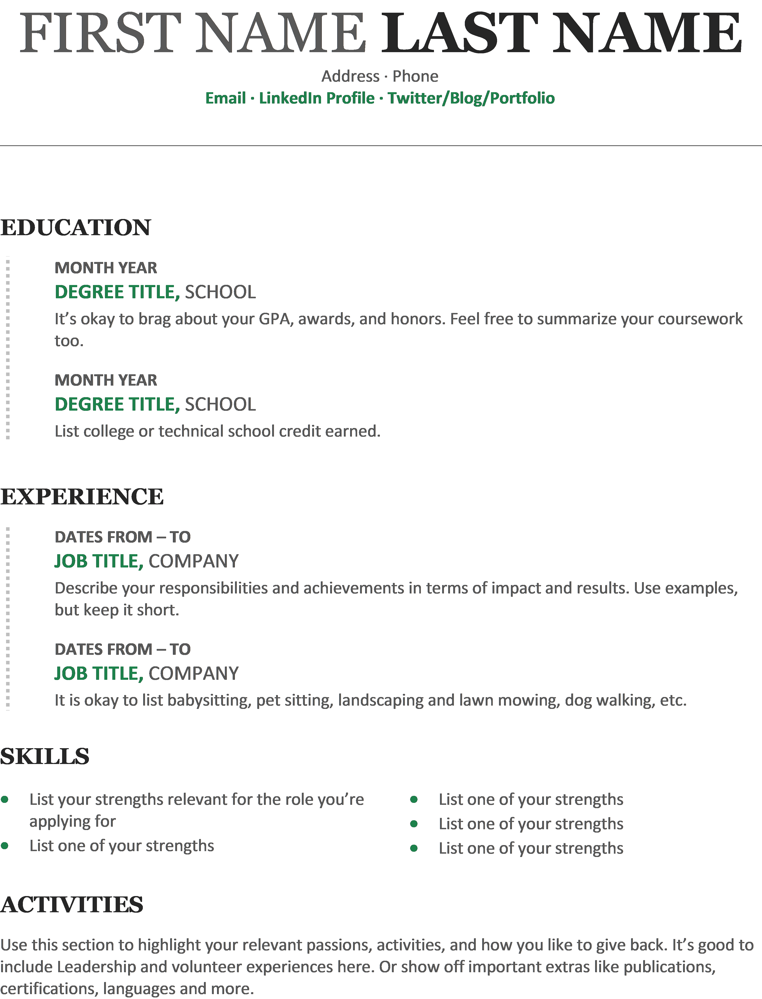 FIRST NAME LAST NAME
Address · Phone
Email · LinkedIn Profile · Twitter/Blog/Portfolio
EDUCATION
MONTH YEAR
DEGREE TITLE, SCHOOL
It’s okay to brag about your GPA, awards, and honors. Feel free to summarize your coursework
too.
MONTH YEAR
DEGREE TITLE, SCHOOL
List college or technical school credit earned.
EXPERIENCE
DATES FROM – TO
JOB TITLE, COMPANY
Describe your responsibilities and achievements in terms of impact and results. Use examples,
but keep it short.
DATES FROM – TO
JOB TITLE, COMPANY
It is okay to list babysitting, pet sitting, landscaping and lawn mowing, dog walking, etc.
SKILLS
• List your strengths relevant for the role you’re
applying for
• List one of your strengths
• List one of your strengths
• List one of your strengths
• List one of your strengths
ACTIVITIES
Use this section to highlight your relevant passions, activities, and how you like to give back. It’s good to
include Leadership and volunteer experiences here. Or show off important extras like publications,
certifications, languages and more.